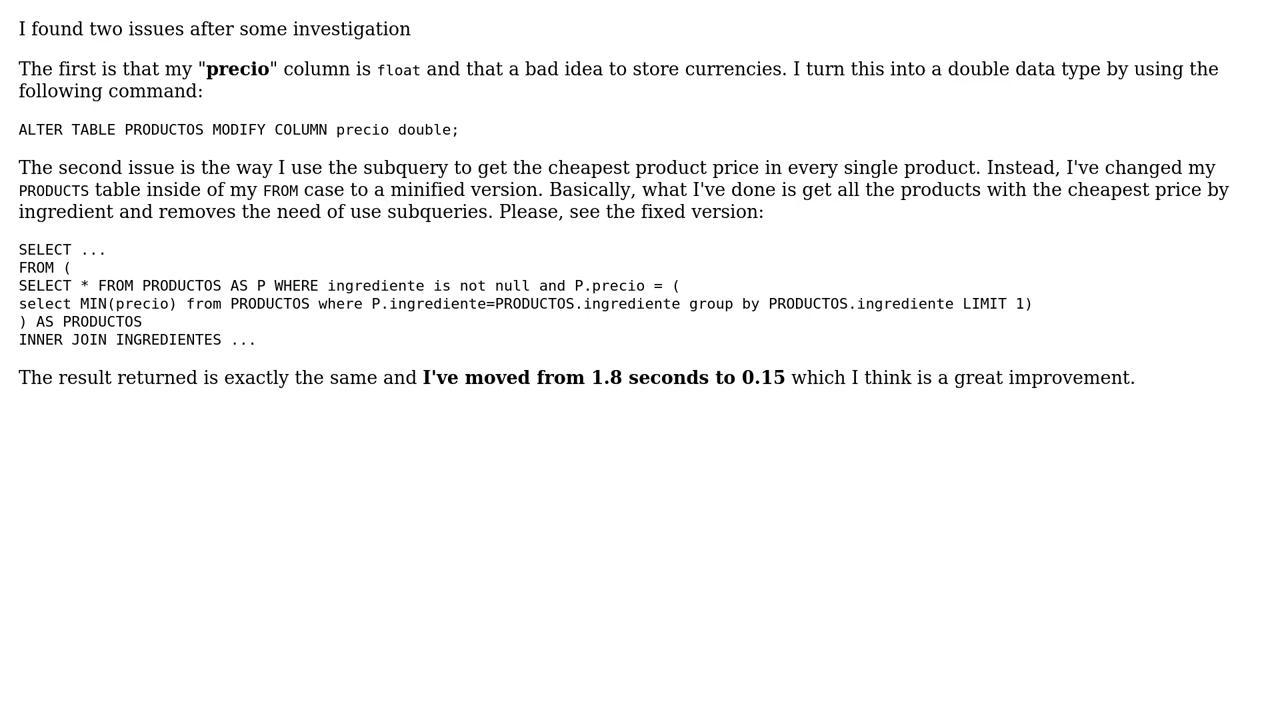 I found two issues after some investigation
The first is that my "precio" column is float and that a bad idea to store currencies. I turn this into a double data type by using the
following command:
ALTER TABLE PRODUCTOS MODIFY COLUMN precio double;
The second issue is the way I use the subquery to get the cheapest product price in every single product. Instead, I've changed my
PRODUCTS table inside of my FROM case to a minified version. Basically, what I've done is get all the products with the cheapest price by
ingredient and removes the need of use subqueries. Please, see the fixed version:
SELECT ...
FROM (
SELECT * FROM PRODUCTOS AS P WHERE ingrediente is not null and P.precio = (
select MIN(precio) from PRODUCTOS where P.ingrediente=PRODUCTOS.ingrediente group by PRODUCTOS.ingrediente LIMIT 1)
) AS PRODUCTOS
INNER JOIN INGREDIENTES ...
The result returned is exactly the same and I've moved from 1.8 seconds to 0.15 which I think is a great improvement.